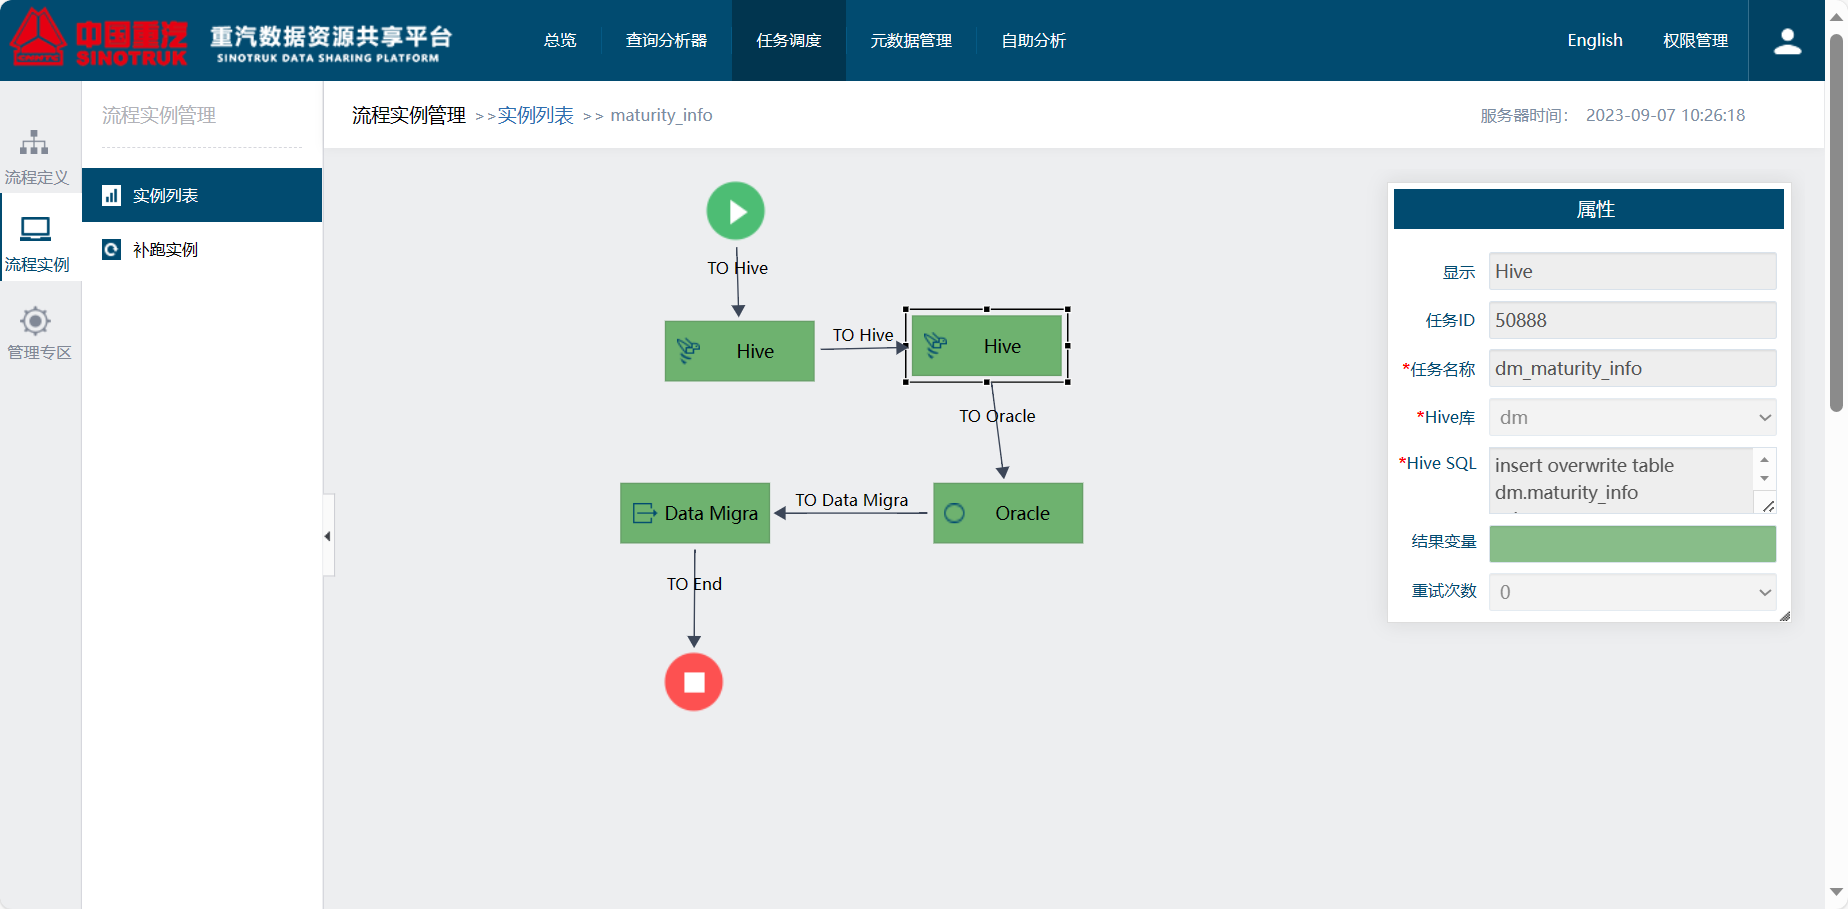 中国重汽
SINOTRUK
重汽数据资源共享平台
SINOTRUK DATA SHARING PLATFORM
总览
查询分析器
任务调度
元数据管理
自助分析
English
权限管理
流程定义
流程实例
管理专区
流程实例管理
实例列表
补跑实例
流程实例管理 >>实例列表 >> maturity_info
服务器时间： 2023-09-07 10:26:18
TO Hive
Hive
TO Hive
Hive
TO Oracle
Data Migra
TO Data Migra
Oracle
TO End
属性
显示 Hive
任务ID 50888
*任务名称 dm_maturity_info
*Hive库 dm
*Hive SQL insert overwrite table
dm.maturity_info
结果变量
重试次数 0